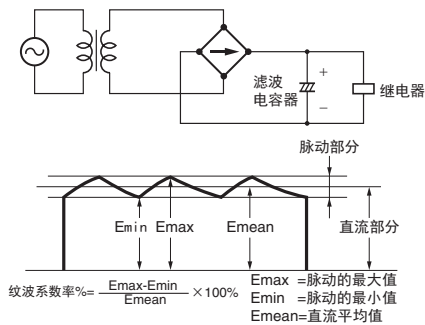 滤波
电容器
+
−
继电器
脉动部分
Emin Emax Emean 直流部分
纹波系数率%= Emax-Emin / Emean ×100%
Emax =脉动的最大值
Emin =脉动的最小值
Emean=直流平均值